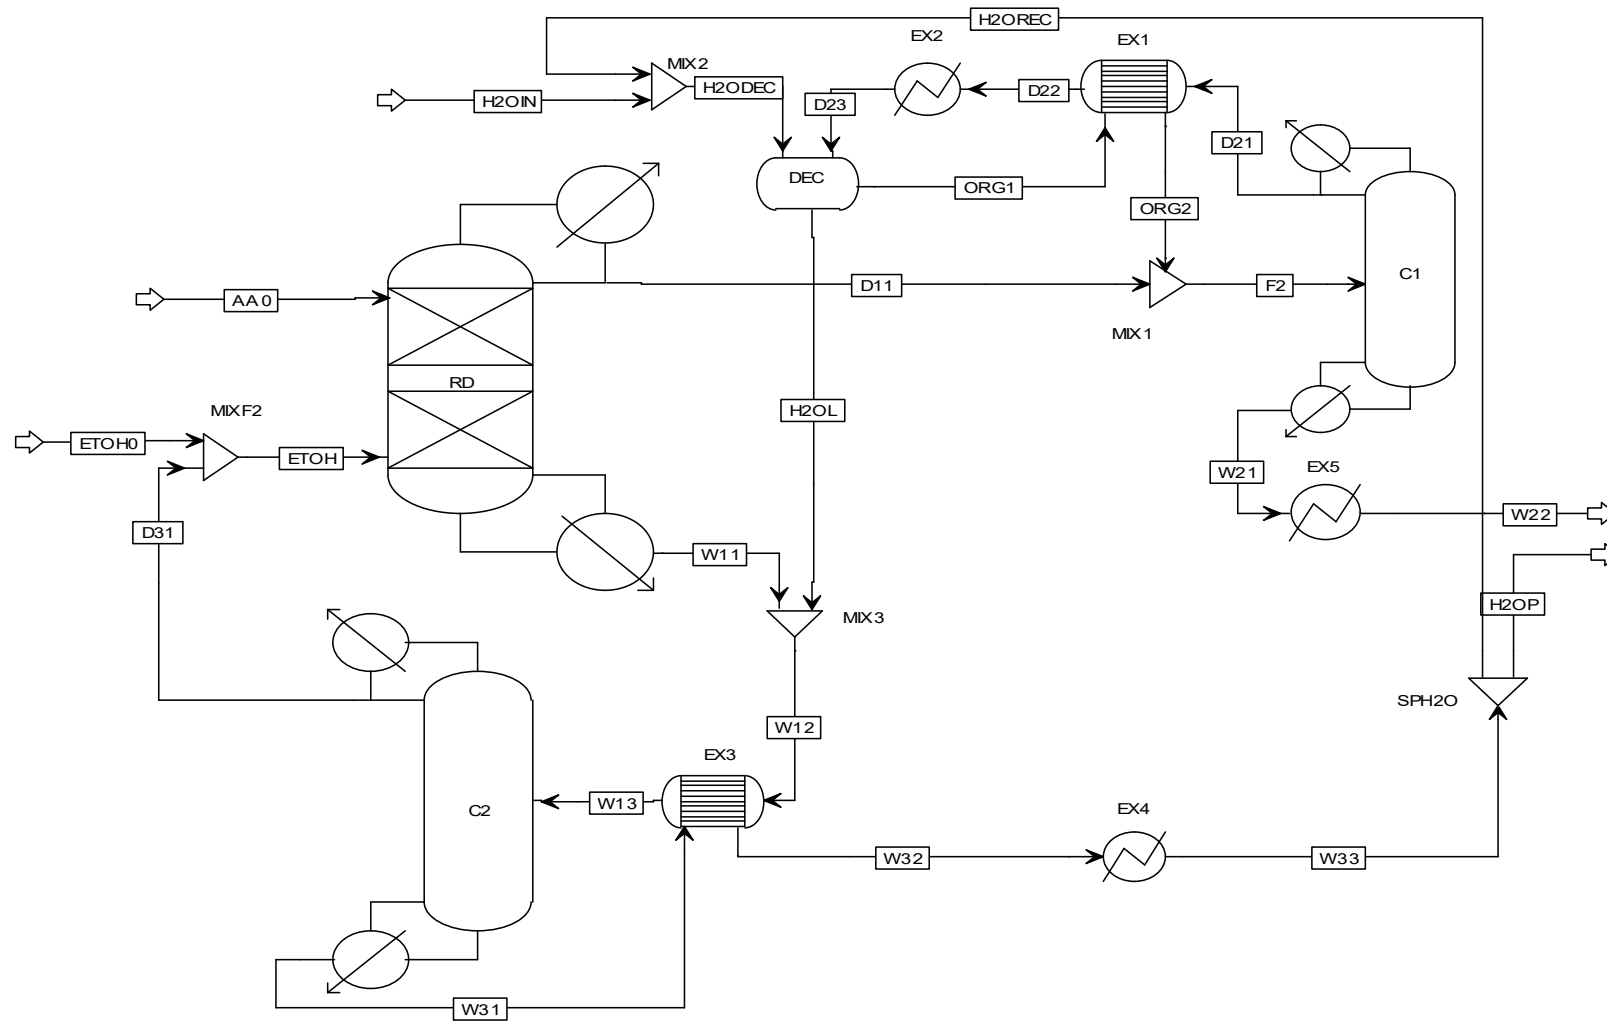 H2OREC
EX2
EX1
MIX2
H2ODEC
H2OIN
D22
D23
D21
DEC
ORG1
ORG2
C1
D11
F2
AA0
MIX1
RD
MIXF2
H2OL
ETOH0
ETOH
W21
EX5
W22
D31
W11
H2OP
MIX3
SPH2O
W12
EX3
W13
C2
EX4
W32
W33
W31